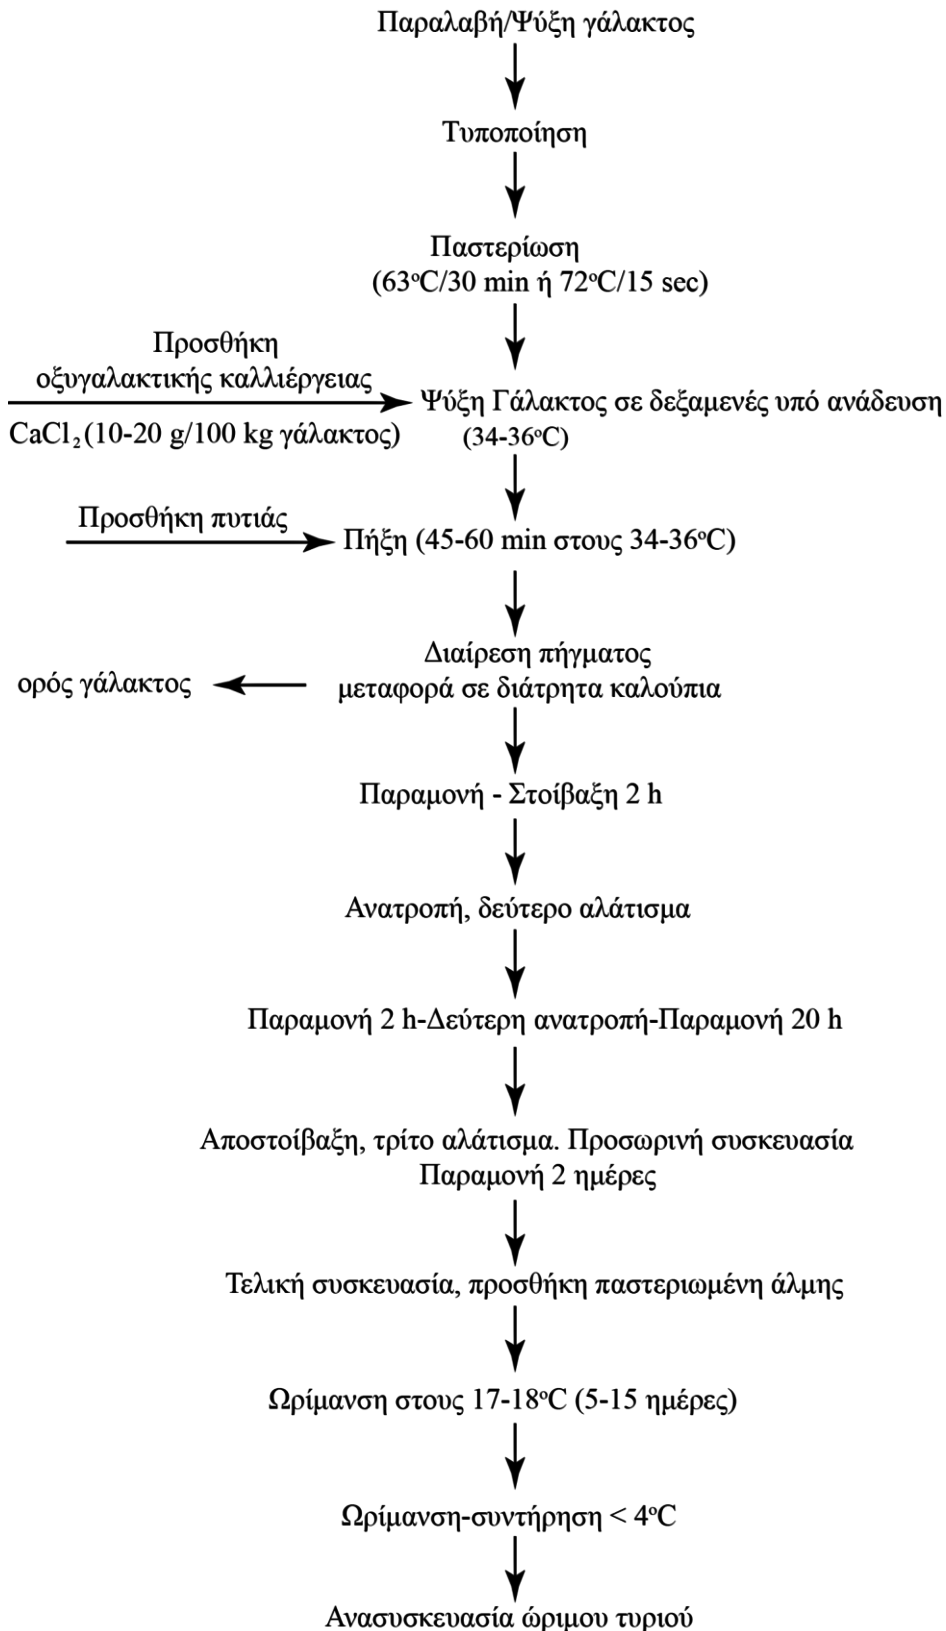 Παραλαβή/Ψύξη γάλακτος
Τυποποίηση
Παστερίωση
(63°C/30 min ή 72°C/15 sec)
Προσθήκη
οξυγαλακτικής καλλιέργειας
CaCl₂(10-20 g/100 kg γάλακτος)
Ψύξη Γάλακτος σε δεξαμενές υπό ανάδευση
(34-36°C)
Προσθήκη πυτιάς
Πήξη (45-60 min στους 34-36°C)
Διαίρεση πήγματος
μεταφορά σε διάτρητα καλούπια
ορός γάλακτος
Παραμονή - Στοίβαξη 2 h
Ανατροπή, δεύτερο αλάτισμα
Παραμονή 2 h-Δεύτερη ανατροπή-Παραμονή 20 h
Αποστοίβαξη, τρίτο αλάτισμα. Προσωρινή συσκευασία
Παραμονή 2 ημέρες
Τελική συσκευασία, προσθήκη παστεριωμένη άλμης
Ωρίμανση στους 17-18°C (5-15 ημέρες)
Ωρίμανση-συντήρηση < 4°C
Ανασυσκευασία ώριμου τυριού